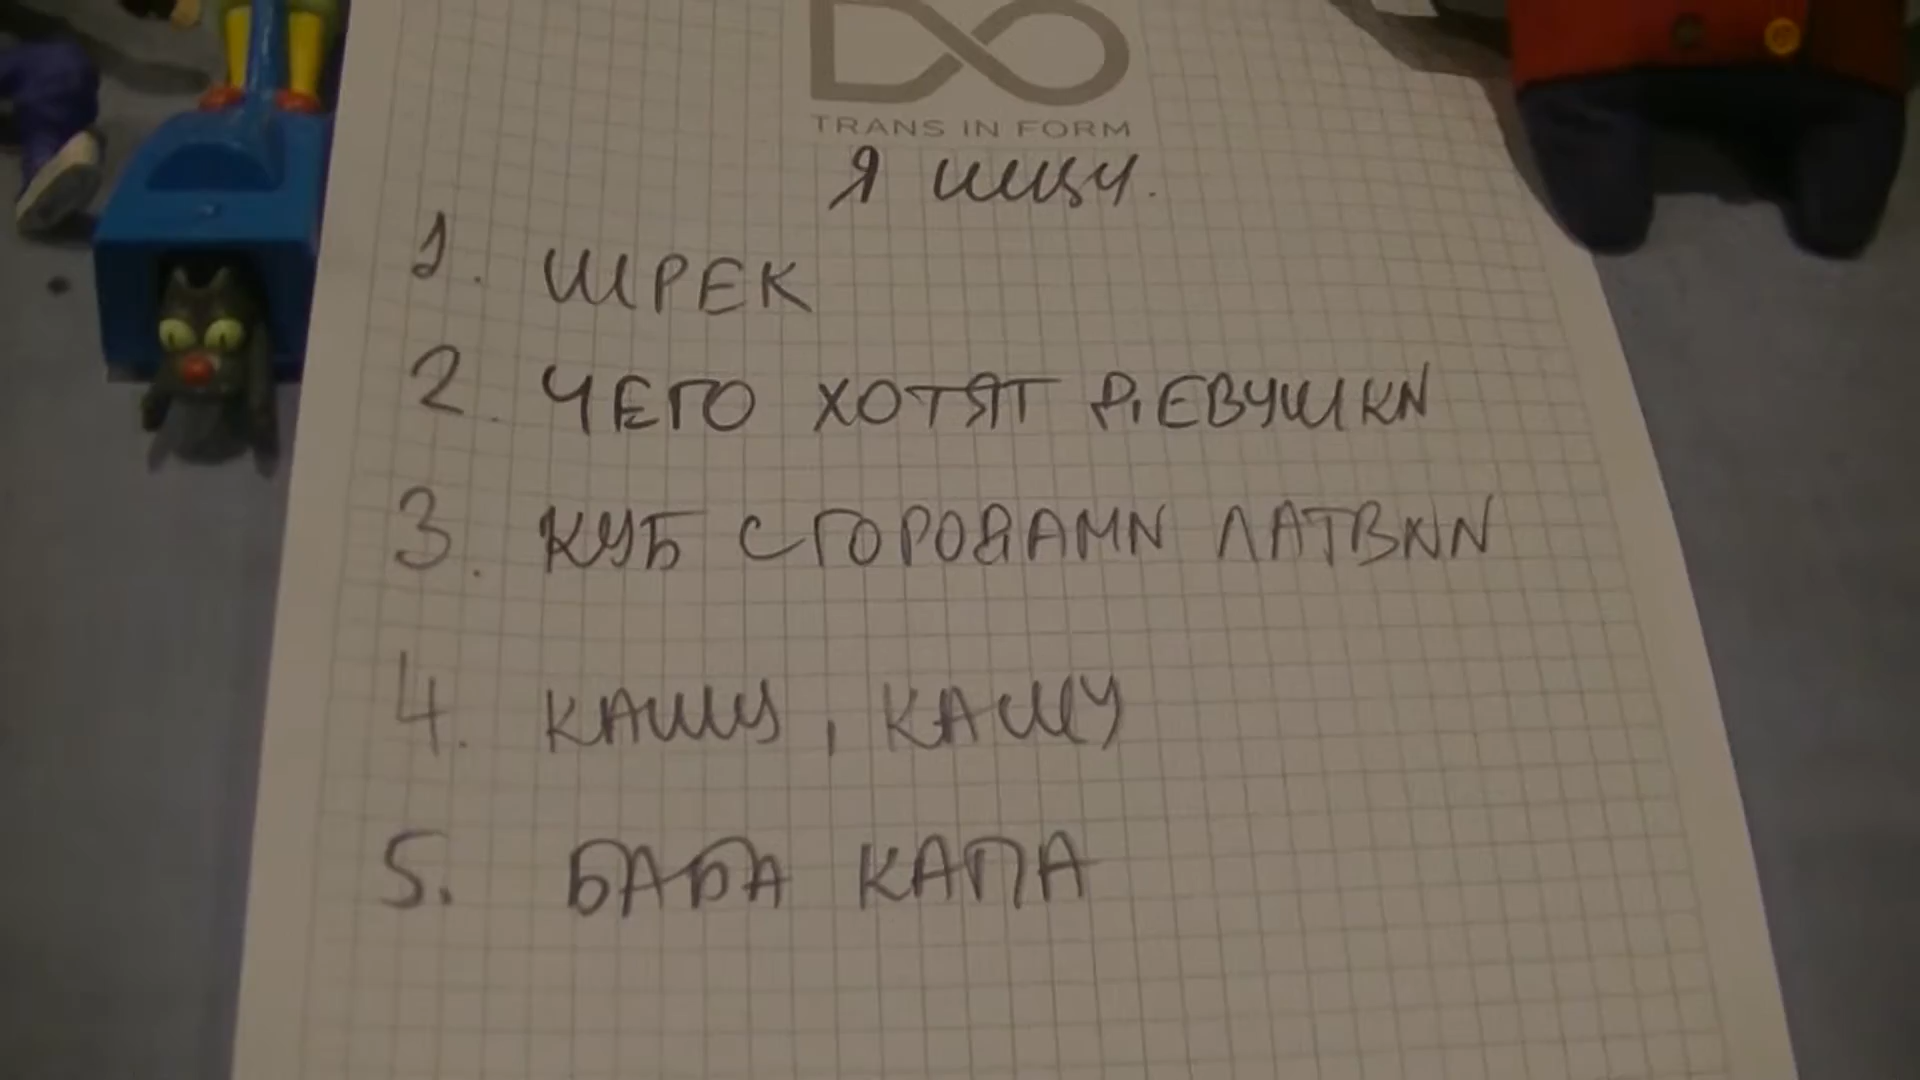 TRANS IN FORM
Я ищу.
1. ШРЕК
2. ЧЕГО ХОТЯТ ДЕВУШКИ
3. КУБ С ГОРОДАМИ ЛАТВИИ
4. КАШУ, КАШУ
5. БАБА КАПА